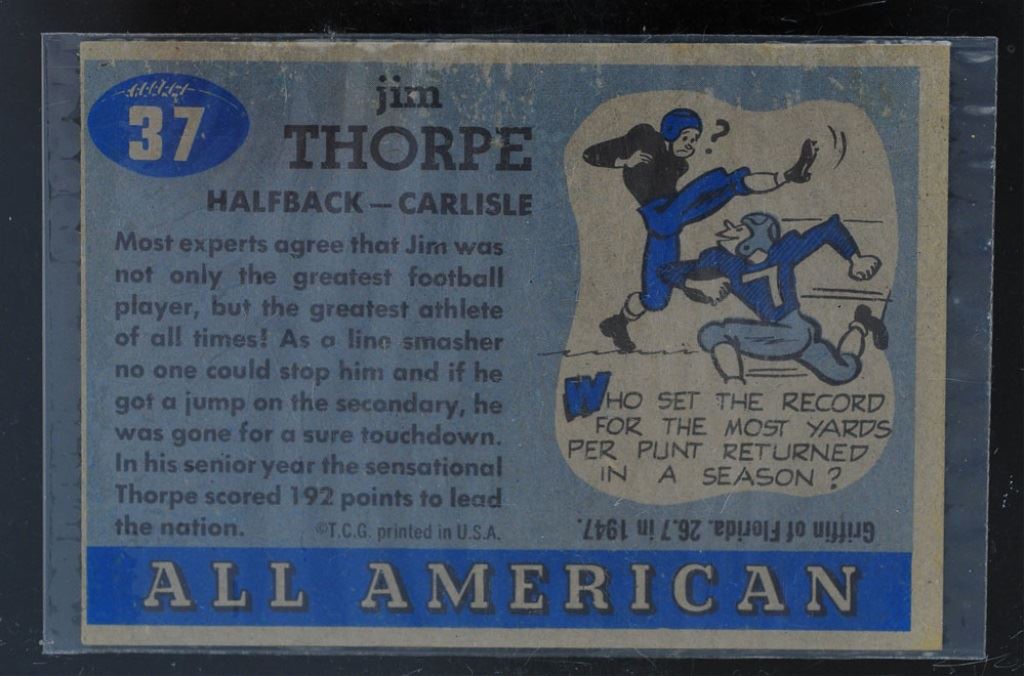 37
jim
THORPE
HALFBACK – CARLISLE
Most experts agree that Jim was
not only the greatest football
player, but the greatest athlete
of all times! As a line smasher
no one could stop him and if he
got a jump on the secondary, he
was gone for a sure touchdown.
In his senior year the sensational
Thorpe scored 192 points to lead
the nation.
©T.C.G. printed in U.S.A.
?
7
WHO SET THE RECORD
FOR THE MOST YARDS
PER PUNT RETURNED
IN A SEASON?
Griffin of Florida. 26.7 in 1947.
ALL AMERICAN